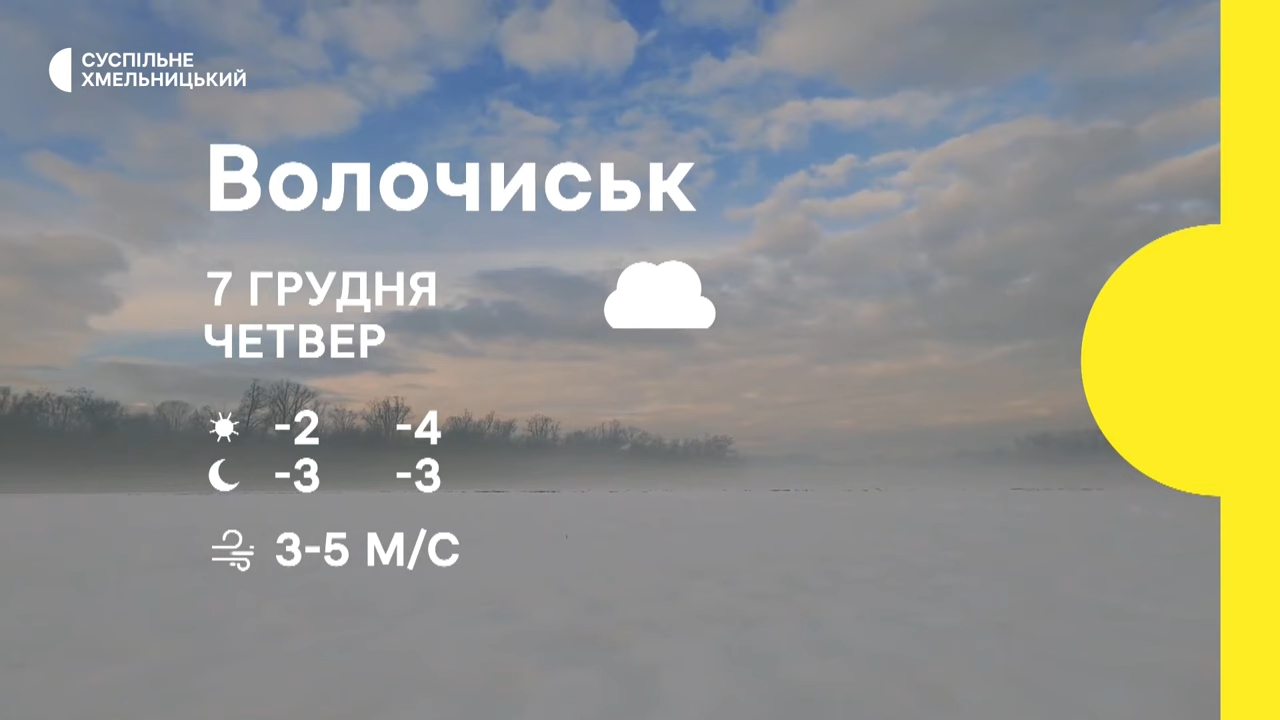 СУСПІЛЬНЕ
ХМЕЛЬНИЦЬКИЙ
Волочиськ
7 ГРУДНЯ
ЧЕТВЕР
-2 -4
-3 -3
3-5 М/С